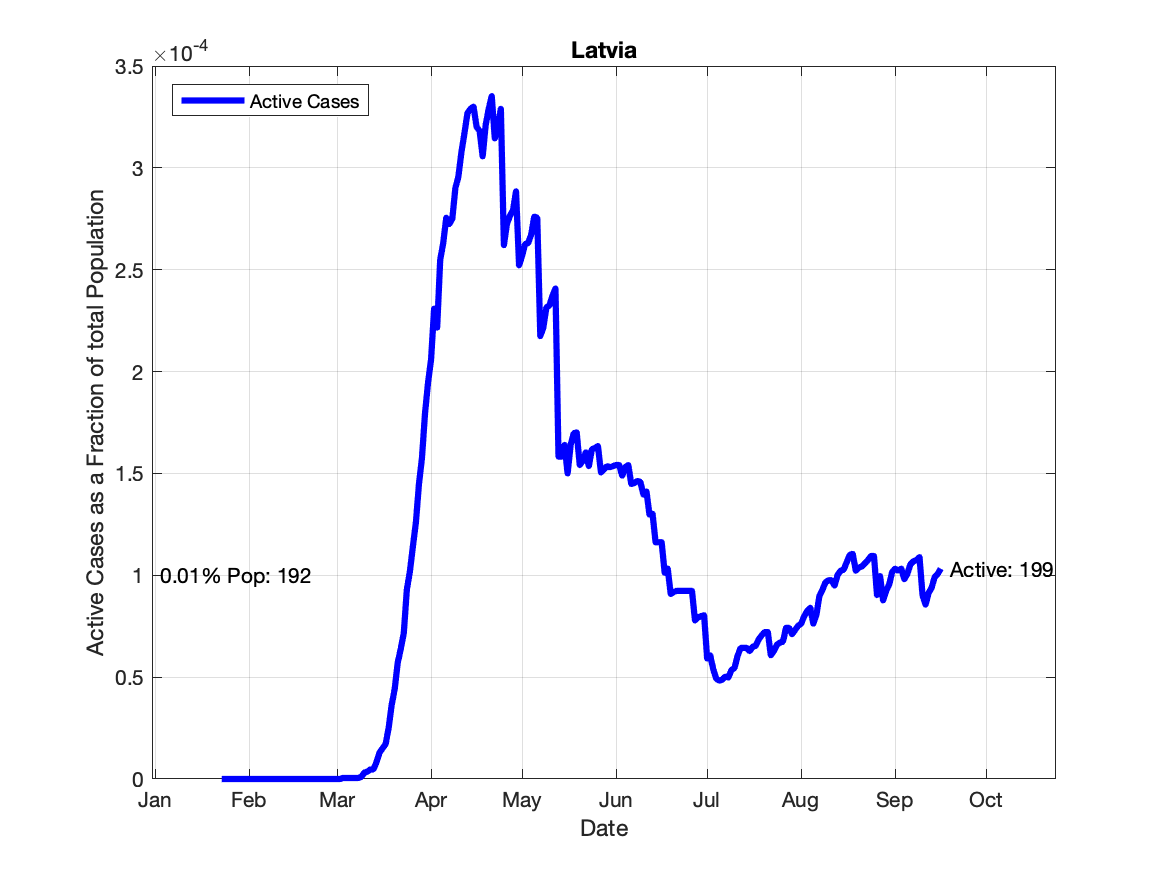 Latvia
×10-4
3.5
Active Cases
3
2.5
2
1.5
1
0.01% Pop: 192
Active: 199
0.5
0
Active Cases as a Fraction of total Population
Jan Feb Mar Apr May Jun Jul Aug Sep Oct
Date